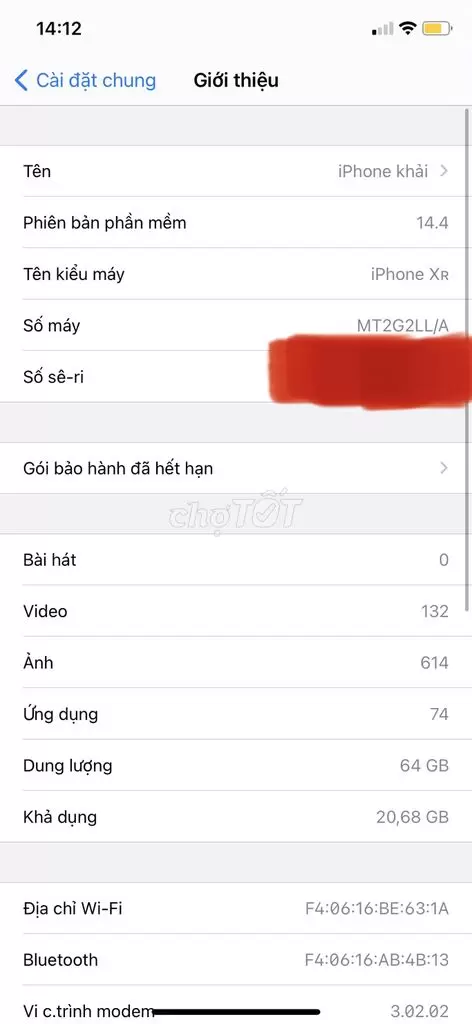 14:12
Cài đặt chung Giới thiệu
Tên iPhone khải
Phiên bản phần mềm 14.4
Tên kiểu máy iPhone XR
Số máy MT2G2LL/A
Số sê-ri
Gói bảo hành đã hết hạn
chợTỐT
Bài hát 0
Video 132
Ảnh 614
Ứng dụng 74
Dung lượng 64 GB
Khả dụng 20,68 GB
Địa chỉ Wi-Fi F4:06:16:BE:63:1A
Bluetooth F4:06:16:AB:4B:13
Vi c.trình modem 3.02.02